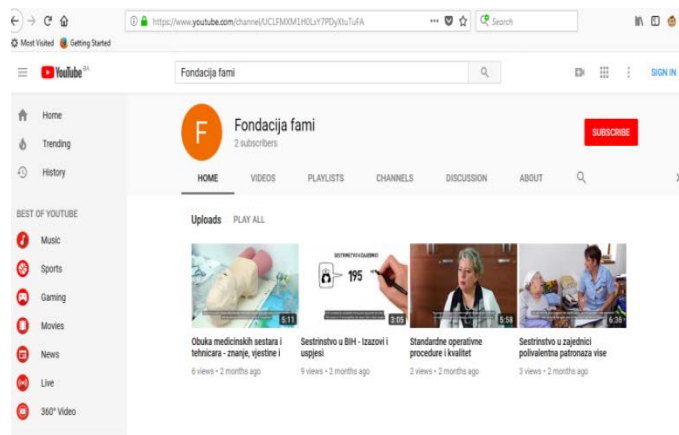 https://www.youtube.com/channel/UCLFMXM1H0LxY7PDyXtuTuFA
Search
Most Visited Getting Started
YouTube BA
Fondacija fami
SIGN IN
Home
Trending
History
BEST OF YOUTUBE
Music
Sports
Gaming
Movies
News
Live
360° Video
F
Fondacija fami
2 subscribers
SUBSCRIBE
HOME VIDEOS PLAYLISTS CHANNELS DISCUSSION ABOUT
Uploads PLAY ALL
5:11
SESTRINSTVO U ZAJEDNICI
195
3:05
5:58
6:36
Obuka medicinskih sestara i
tehnicara - znanje, vjestine i
6 views • 2 months ago
Sestrinstvo u BIH - Izazovi i
uspjesi
9 views • 2 months ago
Standardne operativne
procedure i kvalitet
2 views • 2 months ago
Sestrinstvo u zajednici
polivalentna patronaza vise
3 views • 2 months ago